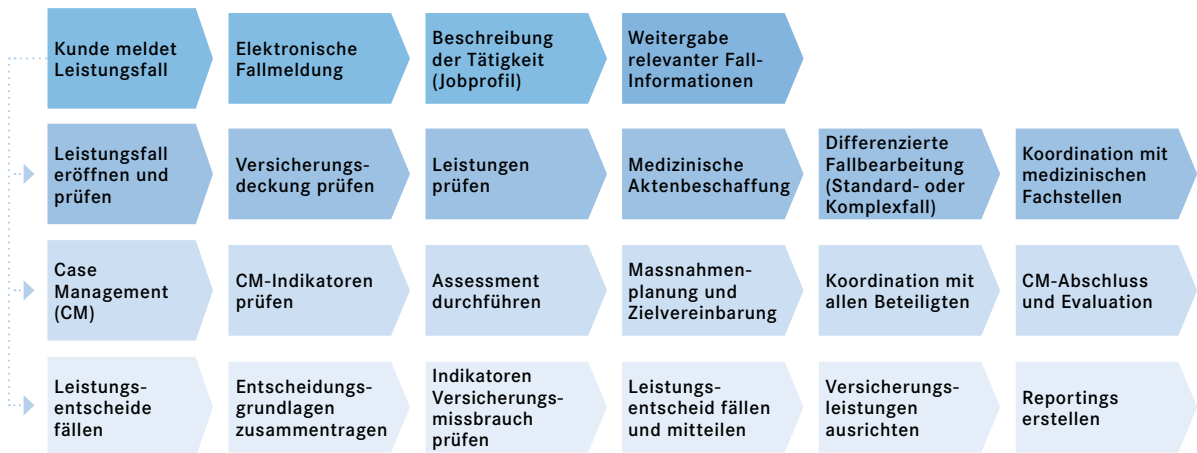 Kunde meldet
Leistungsfall
Elektronische
Fallmeldung
Beschreibung
der Tätigkeit
(Jobprofil)
Weitergabe
relevanter Fall-
Informationen
Leistungsfall
eröffnen und
prüfen
Versicherungs-
deckung prüfen
Leistungen
prüfen
Medizinische
Aktenbeschaffung
Differenzierte
Fallbearbeitung
(Standard- oder
Komplexfall)
Koordination mit
medizinischen
Fachstellen
Case
Management
(CM)
CM-Indikatoren
prüfen
Assessment
durchführen
Massnahmen-
planung und
Zielvereinbarung
Koordination mit
allen Beteiligten
CM-Abschluss
und Evaluation
Leistungs-
entscheide
fällen
Entscheidungs-
grundlagen
zusammentragen
Indikatoren
Versicherungs-
missbrauch
prüfen
Leistungs-
entscheid fällen
und mitteilen
Versicherungs-
leistungen
ausrichten
Reportings
erstellen